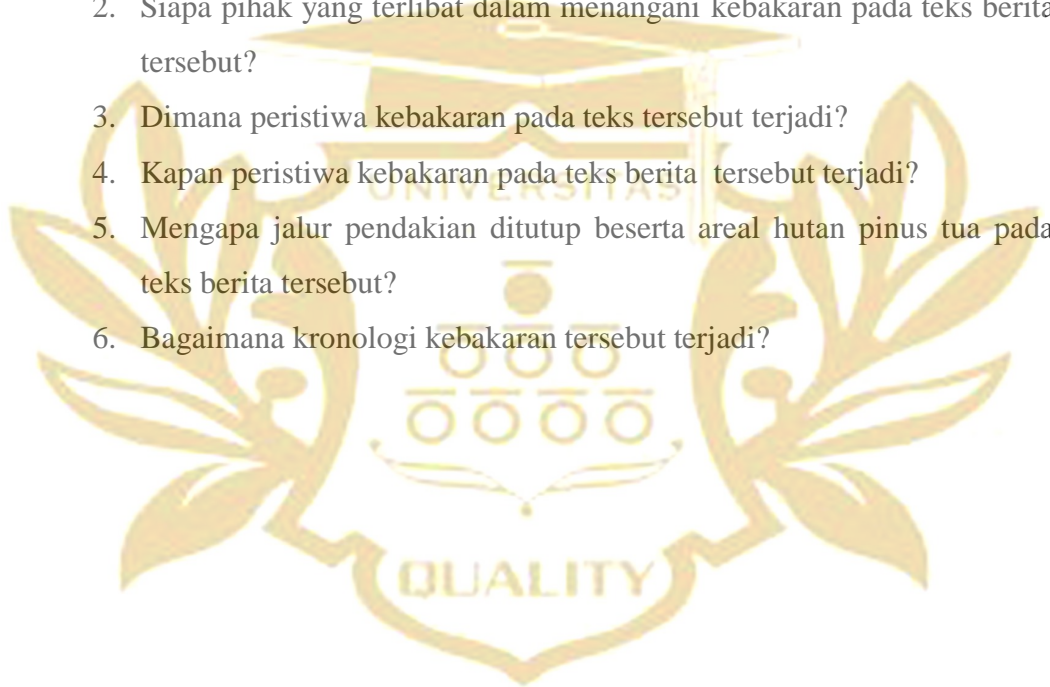 2. Siapa pihak yang terlibat dalam menangani kebakaran pada teks berita
tersebut?
3. Dimana peristiwa kebakaran pada teks tersebut terjadi?
4. Kapan peristiwa kebakaran pada teks berita tersebut terjadi?
UNIVERSITAS
5. Mengapa jalur pendakian ditutup beserta areal hutan pinus tua pada
teks berita tersebut?
6. Bagaimana kronologi kebakaran tersebut terjadi?
QUALITY